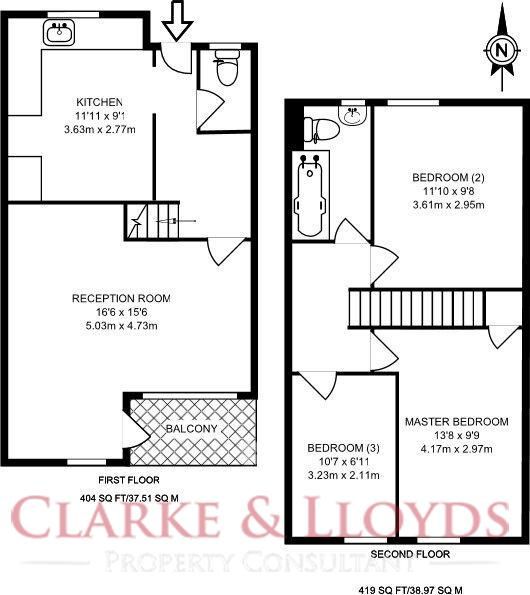 KITCHEN
11'11 x 9'1
3.63m x 2.77m
RECEPTION ROOM
16'6 x 15'6
5.03m x 4.73m
BALCONY
FIRST FLOOR
404 SQ FT/37.51 SQ M
N
BEDROOM (2)
11'10 x 9'8
3.61m x 2.95m
MASTER BEDROOM
13'8 x 9'9
4.17m x 2.97m
BEDROOM (3)
10'7 x 6'11
3.23m x 2.11m
CLARKE & LLOYDS
PROPERTY CONSULTANT
SECOND FLOOR
419 SQ FT/38.97 SQ M